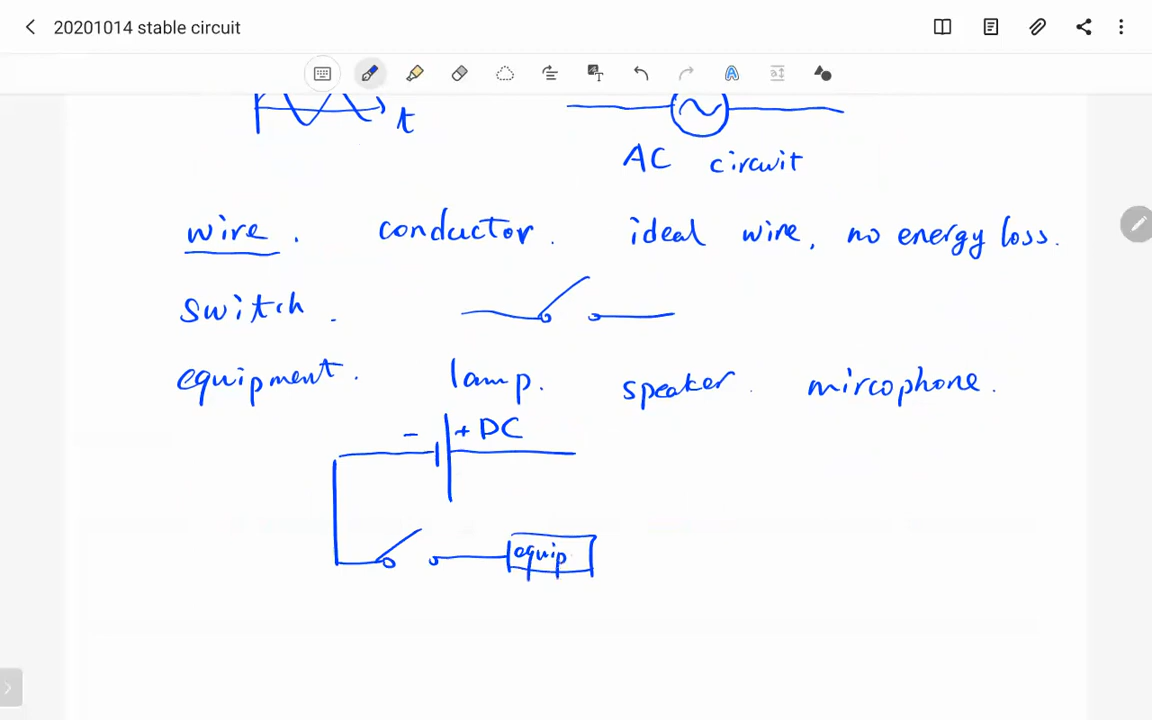 20201014 stable circuit
t
AC circuit
wire. conductor. ideal wire, no energy loss.
switch.
equipment. lamp. speaker. mircophone.
- + DC
equip